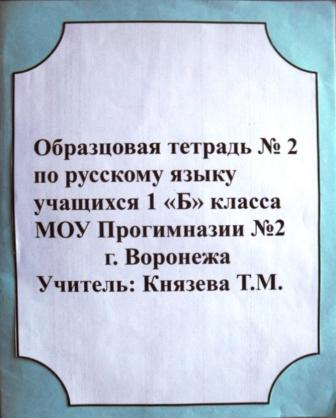 Образцовая тетрадь № 2
по русскому языку
учащихся 1 «Б» класса
МОУ Прогимназии №2
г. Воронежа
Учитель: Князева Т.М.